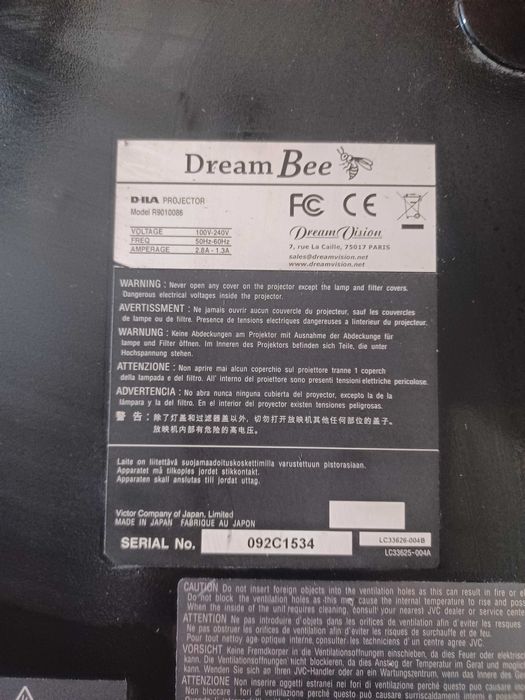 Dream Bee
D-ILA PROJECTOR
Model R9010086
VOLTAGE 100V-240V
FREQ 50Hz-60Hz
AMPERAGE 2.8A - 1.3A
FC CE
Dream Vision
7, rue La Caille, 75017 PARIS
sales@dreamvision.net
www.dreamvision.net
WARNING : Never open any cover on the projector except the lamp and filter covers.
Dangerous electrical voltages inside the projector.
AVERTISSEMENT : Ne jamais ouvrir aucun couvercle du projecteur, sauf les couvercles
de lampe ou de filtre. Presence de tensions electriques dangereuses a linterieur du projecteur.
WARNUNG : Keine Abdeckungen am Projektor mit Ausnahme der Abdeckunge für
lampe und Filter öffnen. Im Inneren des Projektors befinden sich Teile, die unter
Hochspannung stehen.
ATTENZIONE : Non aprire mai alcun coperchio sul proiettore tranne 1 coperch
della lampada e del filtro. All' interno del proiettore sono presenti tensioni elettriche pericolose.
ADVERTENCIA : No abra nunca ninguna cubierta del proyector, excepto la de la
lámpara y la del filtro. En el interior del proyector existen tensiones peligrosas.
警 告 : 除了灯盖和过滤器盖以外，切勿打开放映机其他任何部位的盖子。
放映机内部有危险的高电压。
Laite on liitettävä suojamaadoituskoskettimilla varustettuun pistorasiaan.
Apparatet må tilkoples jordet stikkontakt.
Apparaten skall anslutas till jordat uttag.
Victor Company of Japan, Limited
MADE IN JAPAN FABRIQUÉ AU JAPON
SERIAL No. 092C1534
LC33626-004B
LC33625-004A
CAUTION Do not insert foreign objects into the ventilation holes as this can result in fire or el
Do not block the ventilation holes as this may cause the internal temperature to rise and pos
When the inside of the unit requires cleaning, consult your nearest JVC dealer or service cente
ATTENTION Ne pas introduire d'objets dans les orifices de ventilation afin d'eviter les resques
Ne pas obstruer les orifices de ventilation afin d'eviter les risques de surchauffe et de feu.
Pour tout nettoyage optique interne, consulter les techniciens d'un centre agree JVC.
VORSICHT Keine Fremdkorper in die Ventilationsoffnungen einschieben, da dies Feuer oder elektrisc
kann. Die Ventilationsoffnungen nicht blockieren, da dies Anstieg der Temperatur im Gerat und moglic
kann. Wenden Sie sich an Ihren JVC-Handler oder an ein Wartungszentrum, wenn das Innere des Ge
ATTENZIONE Non inserire oggetti estranei nei fori di ventilazione perché questo può causare
Non bloccare i fori di ventilazione perché questo può causare surriscaldamenti interni e possibile